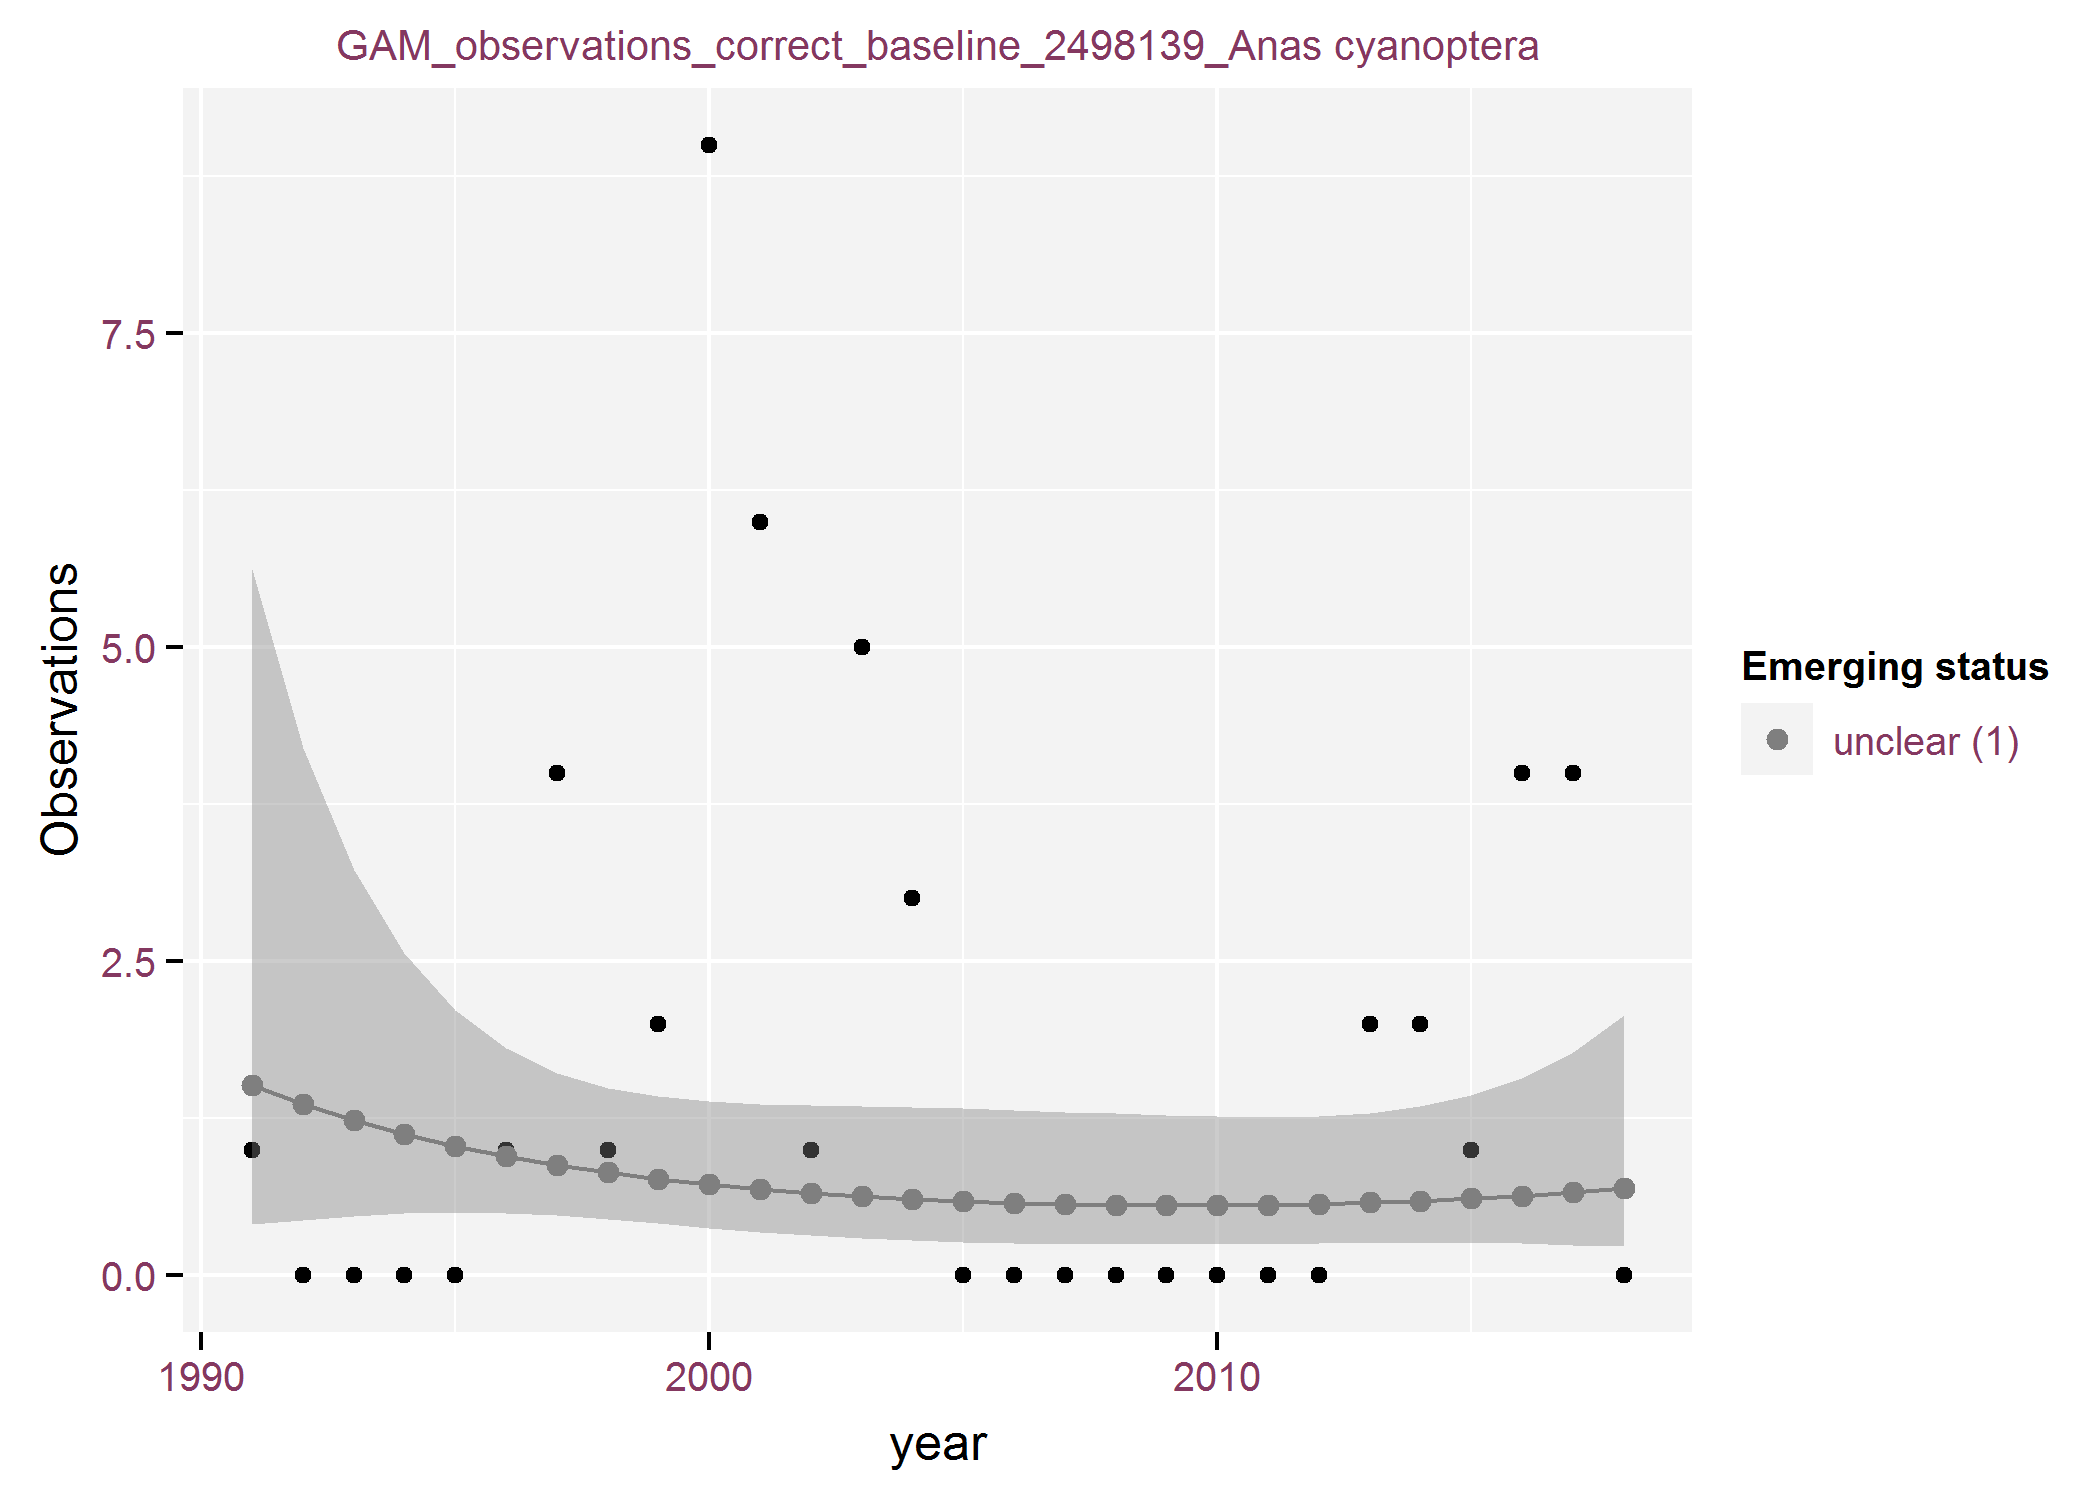 GAM_observations_correct_baseline_2498139_Anas cyanoptera
Observations
7.5
5.0
2.5
0.0
1990
2000
2010
year
Emerging status
unclear (1)